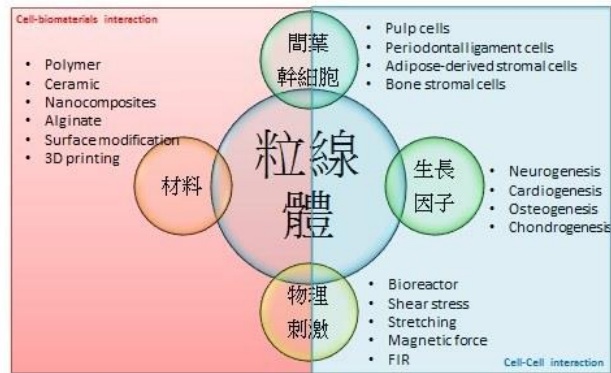 Cell-biomaterials interaction
• Polymer
• Ceramic
• Nanocomposites
• Alginate
• Surface modification
• 3D printing
間葉
幹細胞
• Pulp cells
• Periodontal ligament cells
• Adipose-derived stromal cells
• Bone stromal cells
粒線
體
材料
生長
因子
• Neurogenesis
• Cardiogenesis
• Osteogenesis
• Chondrogenesis
物理
刺激
• Bioreactor
• Shear stress
• Stretching
• Magnetic force
• FIR
Cell-Cell interaction